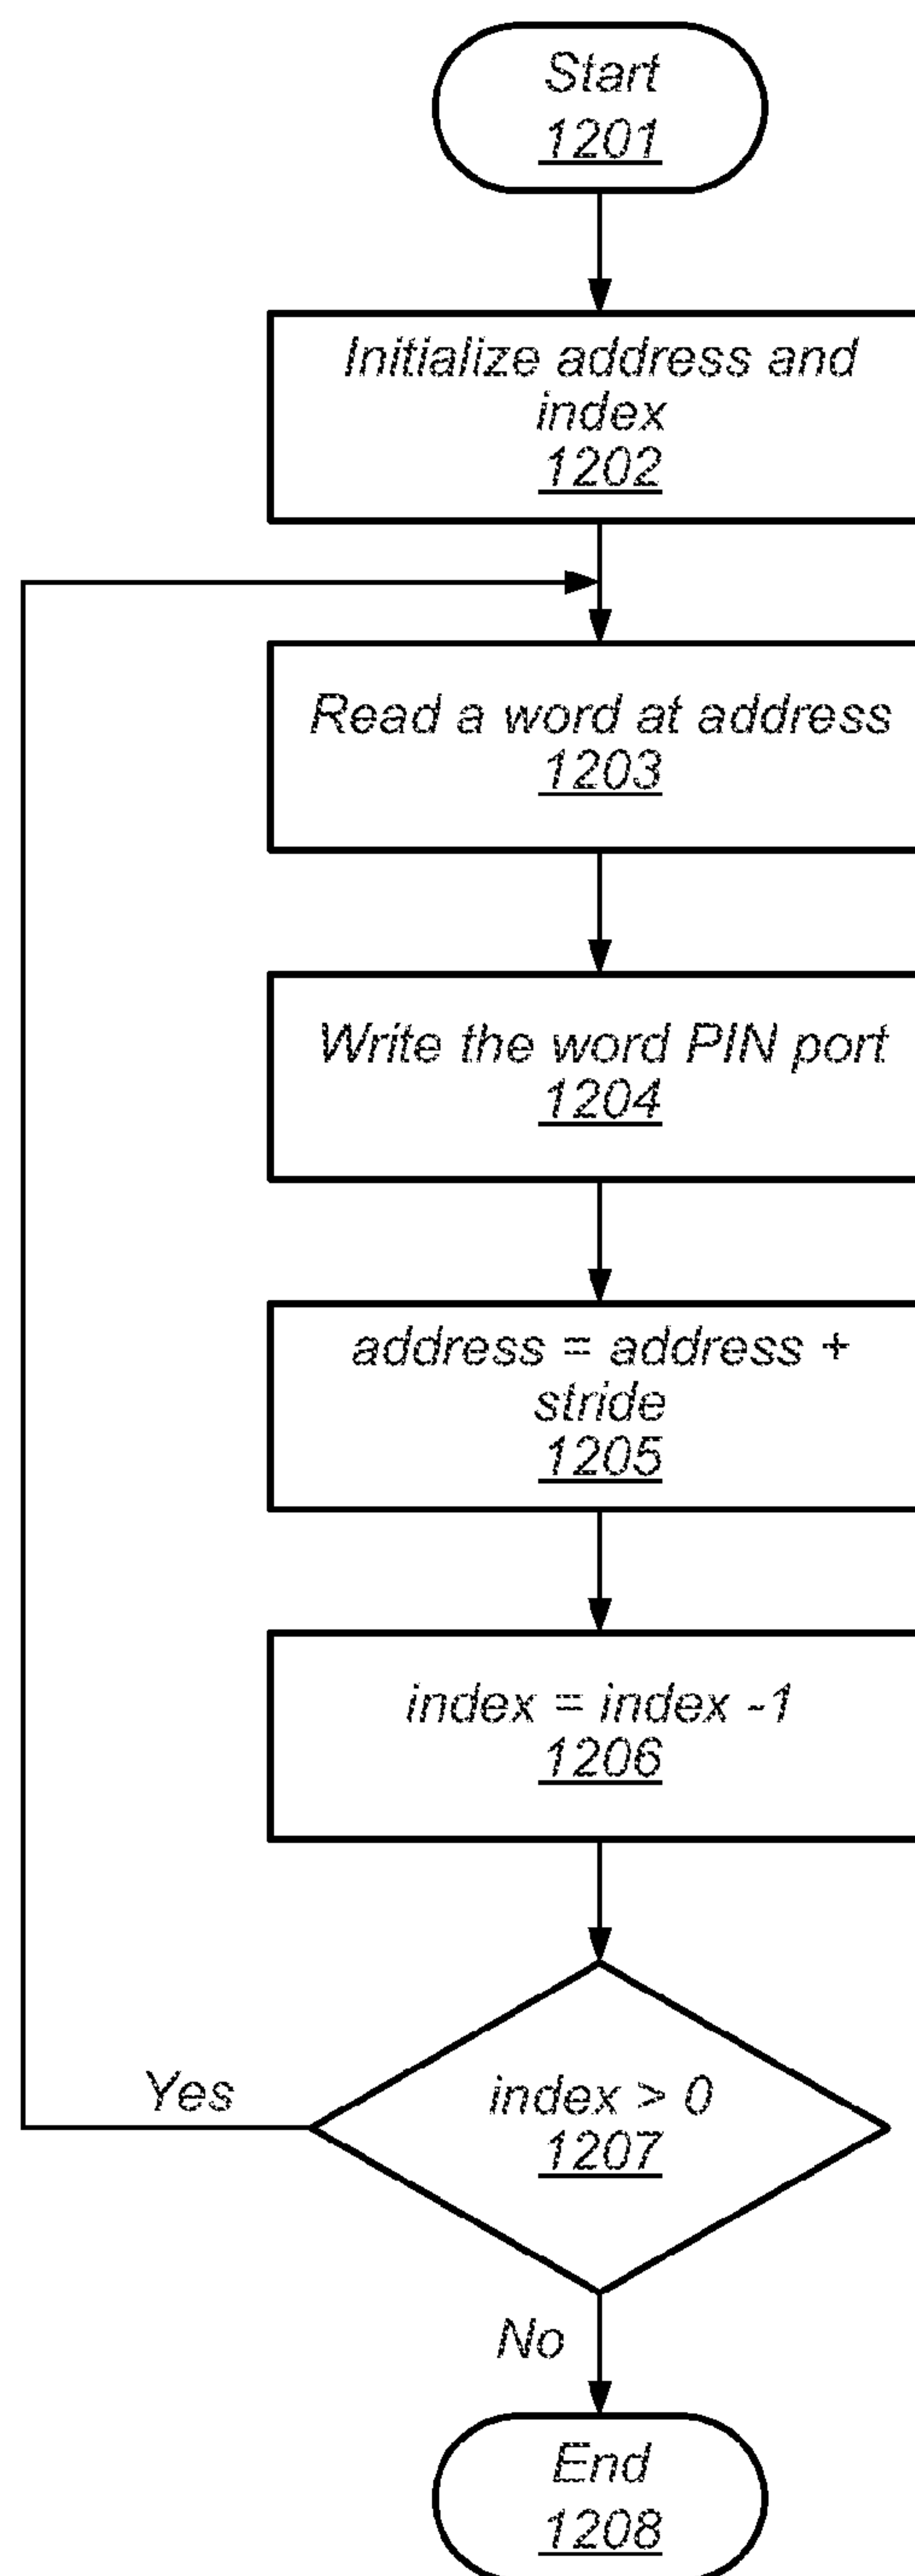 Start
1201
Initialize address and
index
1202
Read a word at address
1203
Write the word PIN port
1204
address = address +
stride
1205
index = index -1
1206
index > 0
1207
Yes
No
End
1208